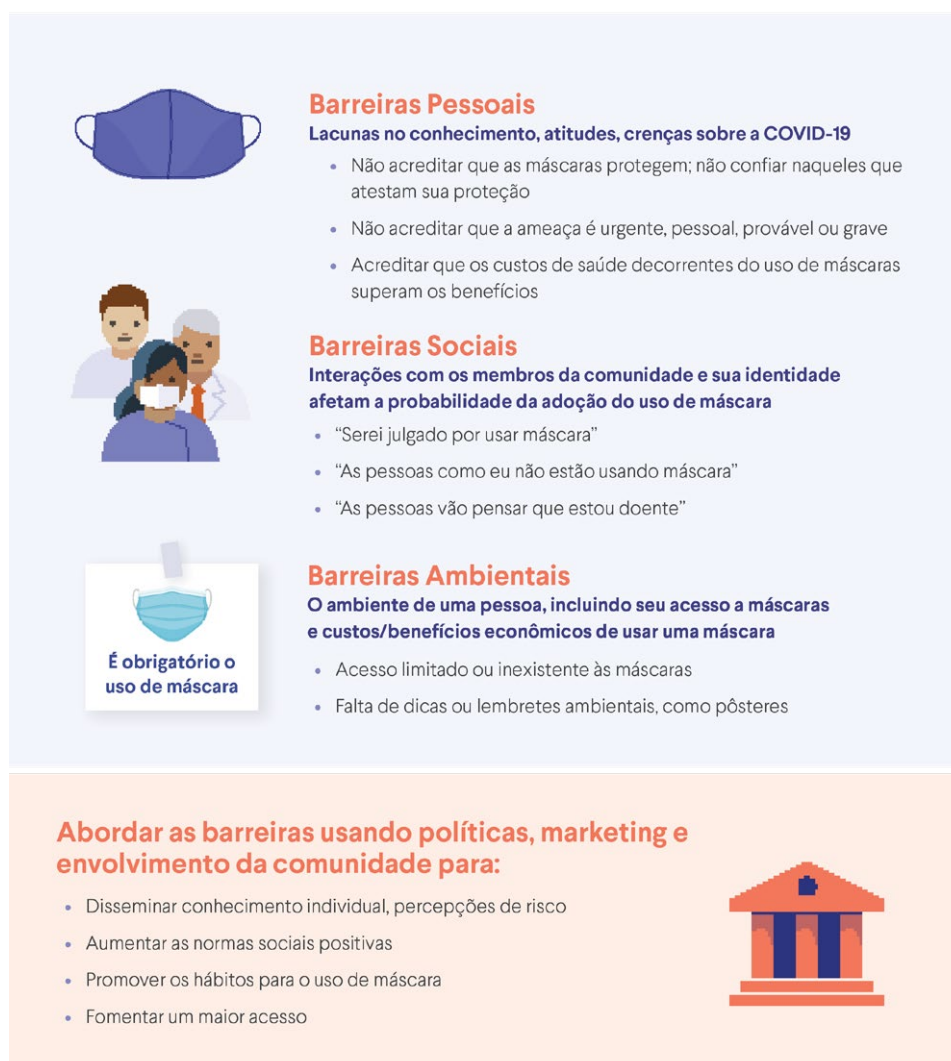 Barreiras Pessoais
Lacunas no conhecimento, atitudes, crenças sobre a COVID-19
• Não acreditar que as máscaras protegem; não confiar naqueles que
atestam sua proteção
• Não acreditar que a ameaça é urgente, pessoal, provável ou grave
• Acreditar que os custos de saúde decorrentes do uso de máscaras
superam os benefícios
Barreiras Sociais
Interações com os membros da comunidade e sua identidade
afetam a probabilidade da adoção do uso de máscara
• “Serei julgado por usar máscara”
• “As pessoas como eu não estão usando máscara”
• “As pessoas vão pensar que estou doente”
É obrigatório o
uso de máscara
Barreiras Ambientais
O ambiente de uma pessoa, incluindo seu acesso a máscaras
e custos/benefícios econômicos de usar uma máscara
• Acesso limitado ou inexistente às máscaras
• Falta de dicas ou lembretes ambientais, como pôsteres
Abordar as barreiras usando políticas, marketing e
envolvimento da comunidade para:
• Disseminar conhecimento individual, percepções de risco
• Aumentar as normas sociais positivas
• Promover os hábitos para o uso de máscara
• Fomentar um maior acesso